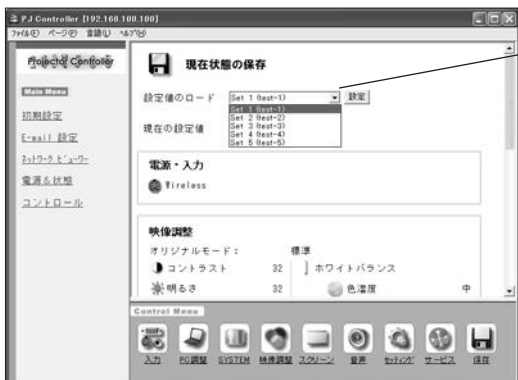 PJ Controller [192.168.100.100]
ファイル(F) ページ(P) 言語(L) ヘルプ(H)
Projector Controller
Main Menu
初期設定
E-mail 設定
ネットワーク ビューワー
電源&状態
コントロール
現在状態の保存
設定値のロード Set 1 (test-1) 設定
Set 1 (test-1)
Set 2 (test-2)
Set 3 (test-3)
Set 4 (test-4)
Set 5 (test-5)
現在の設定値
電源・入力
Wireless
映像調整
オリジナルモード: 標準
コントラスト 32 ホワイトバランス
明るさ 32 色温度 中
Control Menu
入力 PC調整 SYSTEM 映像調整 スクリーン 音声 セッティング サービス 保存